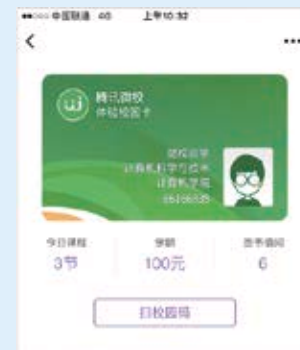 中国联通 4G 上午10:32
腾讯微校
体验校园卡
微校大学
计算机科学与技术
计算机学院
今日课程 余额 图书借阅
3节 100元 6
扫校园码